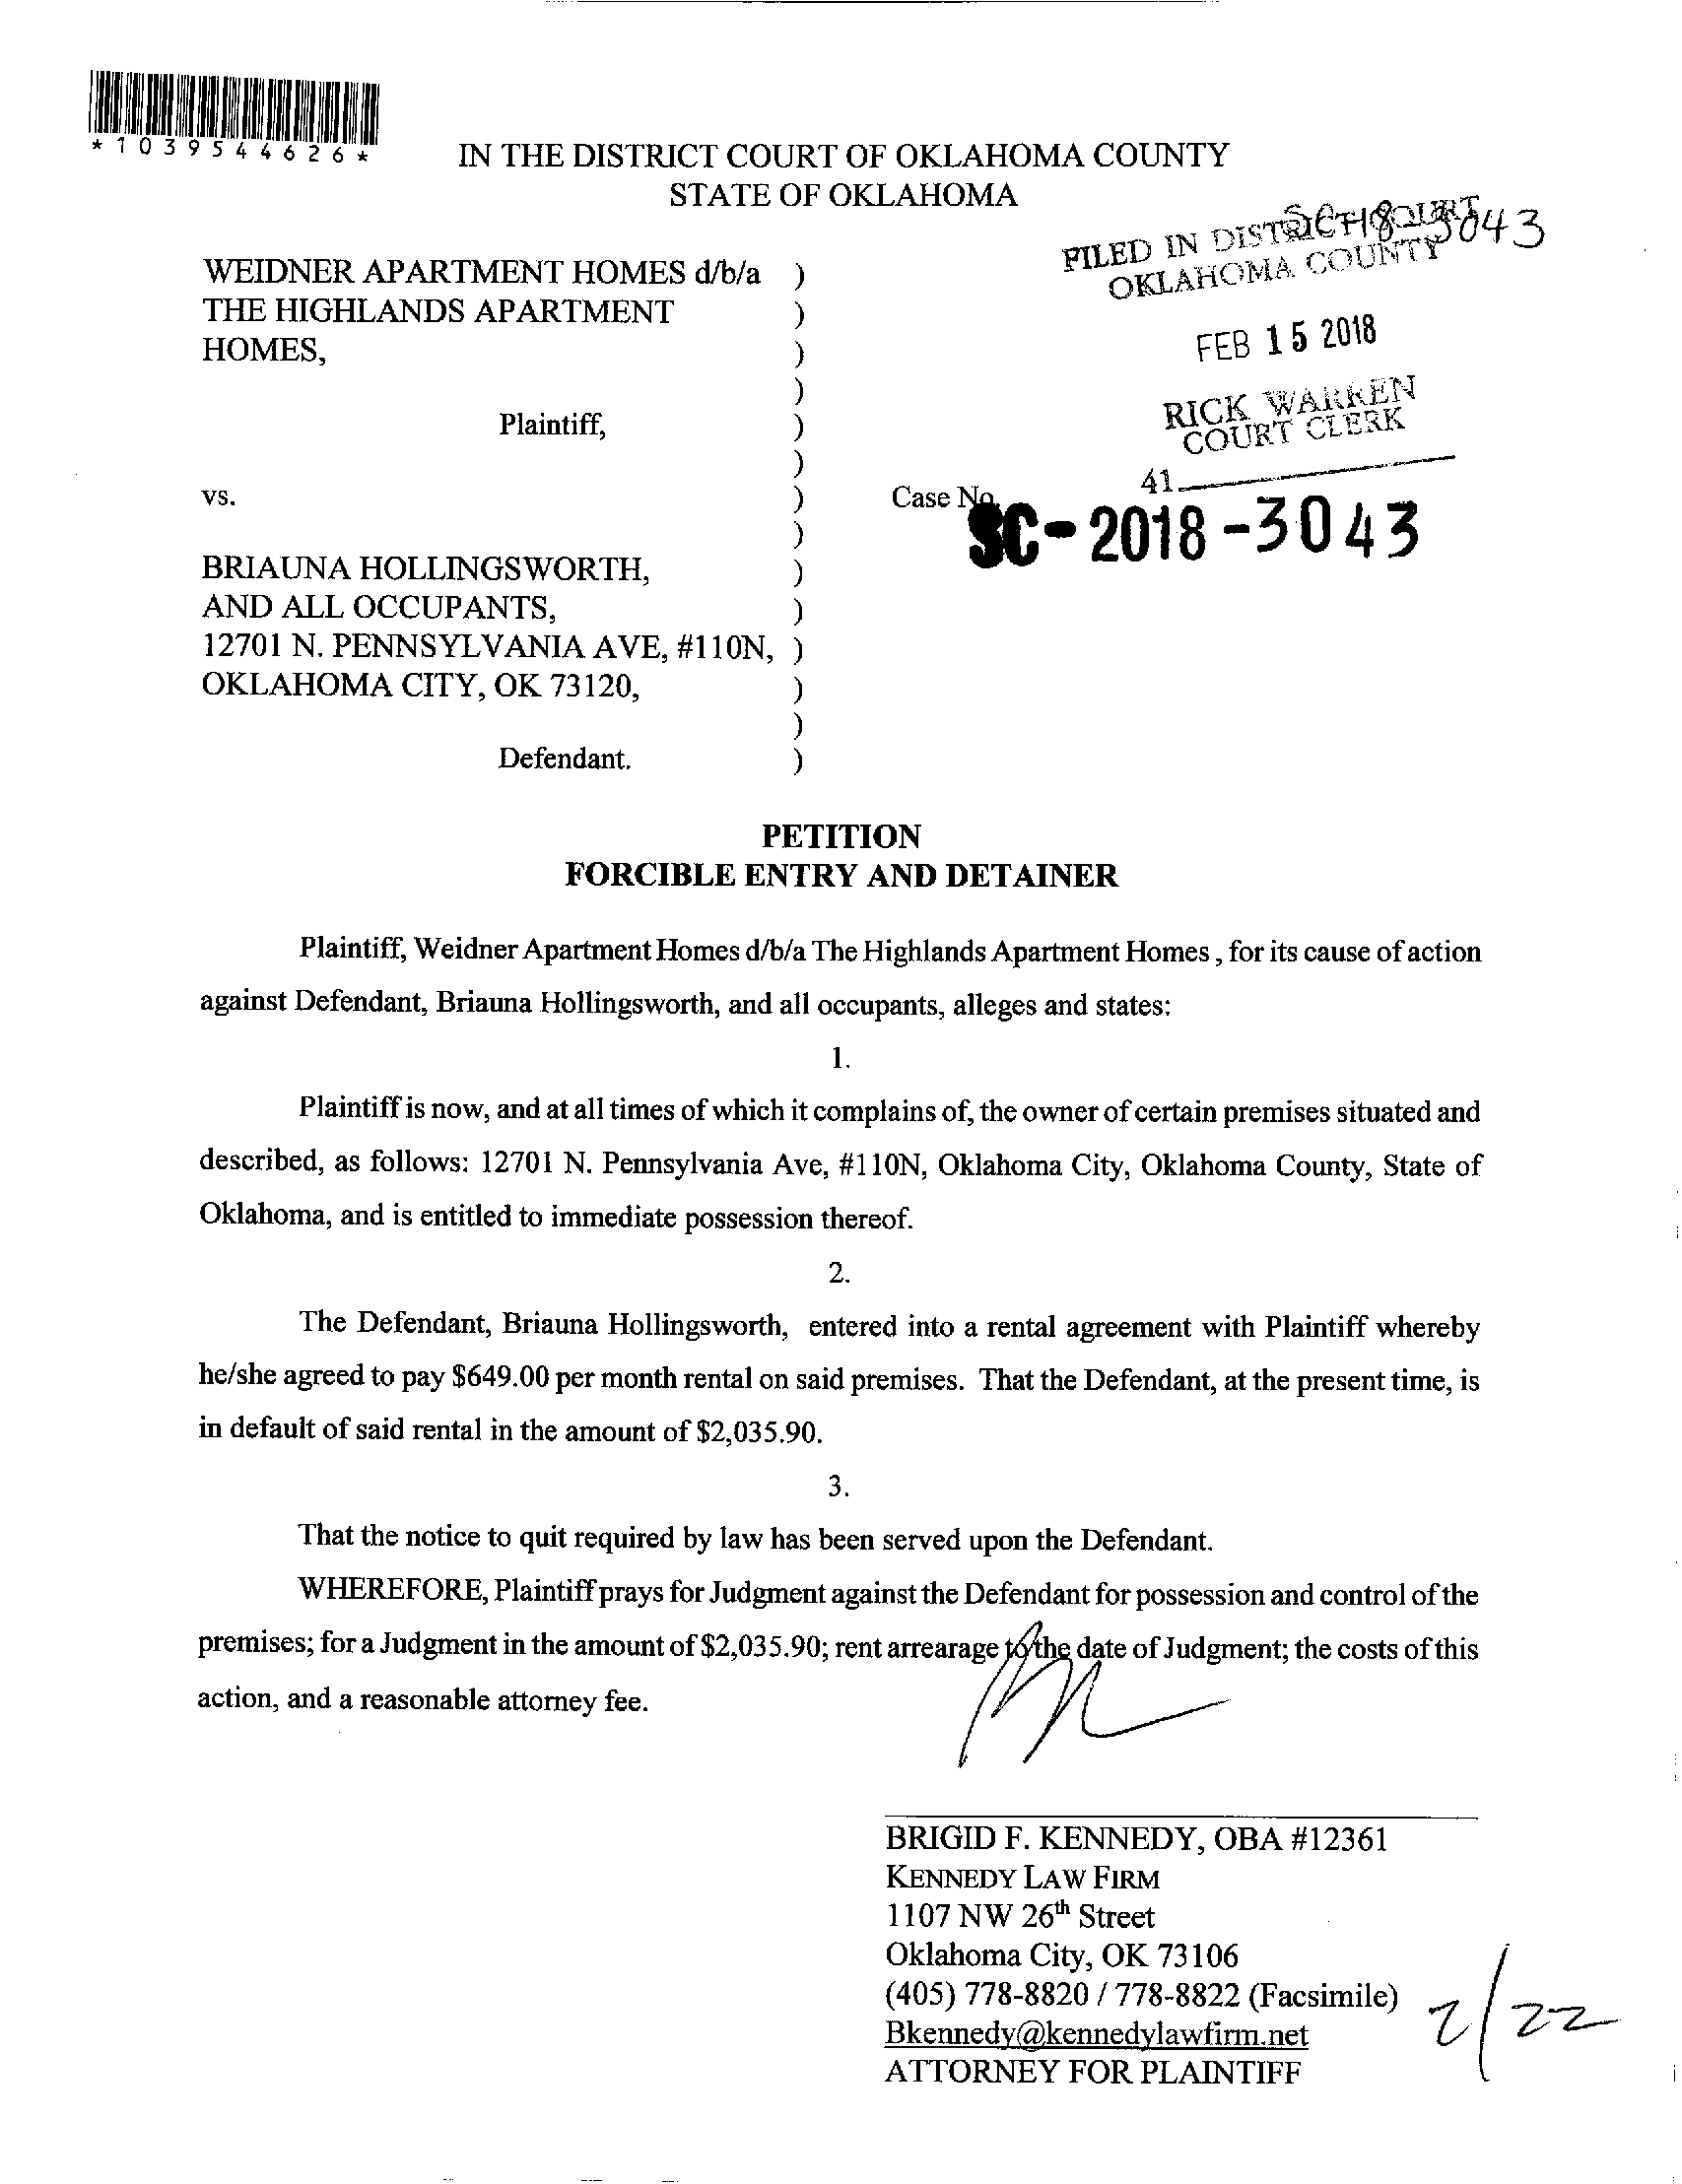 *1039544626*
IN THE DISTRICT COURT OF OKLAHOMA COUNTY
STATE OF OKLAHOMA
SC-18-3043
FILED IN DISTRICT COURT
OKLAHOMA COUNTY
WEIDNER APARTMENT HOMES d/b/a )
THE HIGHLANDS APARTMENT )
HOMES, )
FEB 15 2018
)
RICK WARREN
COURT CLERK
Plaintiff, )
)
41
vs. )
Case No.
SC-2018-3043
)
BRIAUNA HOLLINGSWORTH, )
AND ALL OCCUPANTS, )
12701 N. PENNSYLVANIA AVE, #110N, )
OKLAHOMA CITY, OK 73120, )
)
Defendant. )
PETITION
FORCIBLE ENTRY AND DETAINER
Plaintiff, Weidner Apartment Homes d/b/a The Highlands Apartment Homes , for its cause of action
against Defendant, Briauna Hollingsworth, and all occupants, alleges and states:
1.
Plaintiff is now, and at all times of which it complains of, the owner of certain premises situated and
described, as follows: 12701 N. Pennsylvania Ave, #110N, Oklahoma City, Oklahoma County, State of
Oklahoma, and is entitled to immediate possession thereof.
2.
The Defendant, Briauna Hollingsworth, entered into a rental agreement with Plaintiff whereby
he/she agreed to pay $649.00 per month rental on said premises. That the Defendant, at the present time, is
in default of said rental in the amount of $2,035.90.
3.
That the notice to quit required by law has been served upon the Defendant.
WHEREFORE, Plaintiff prays for Judgment against the Defendant for possession and control of the
premises; for a Judgment in the amount of $2,035.90; rent arrearage to the date of Judgment; the costs of this
action, and a reasonable attorney fee.
BRIGID F. KENNEDY, OBA #12361
KENNEDY LAW FIRM
1107 NW 26th Street
Oklahoma City, OK 73106
(405) 778-8820 / 778-8822 (Facsimile)
Bkennedy@kennedylawfirm.net
ATTORNEY FOR PLAINTIFF
2/22